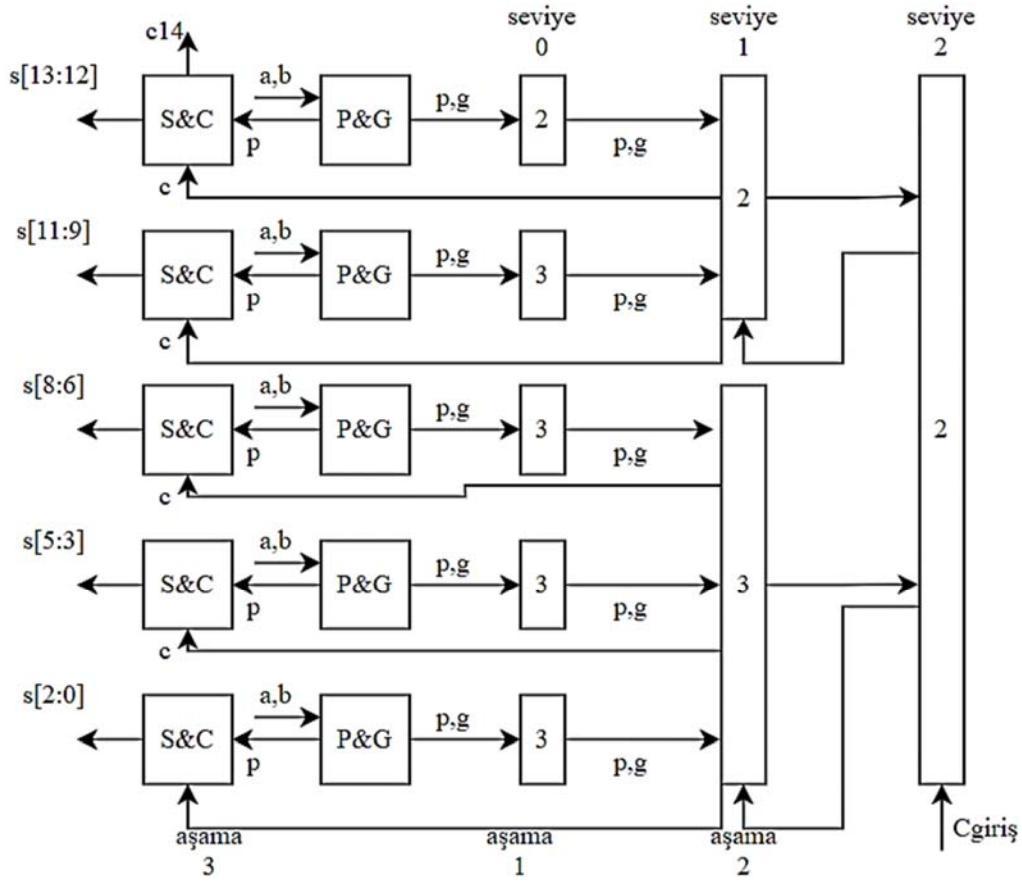 seviye
0
seviye
1
seviye
2
c14
s[13:12]
S&C
a,b
p
P&G
p,g
2
p,g
c
2
s[11:9]
S&C
a,b
p
P&G
p,g
3
p,g
c
s[8:6]
S&C
a,b
p
P&G
p,g
3
p,g
c
2
s[5:3]
S&C
a,b
p
P&G
p,g
3
p,g
c
3
s[2:0]
S&C
a,b
p
P&G
p,g
3
p,g
Cgiriş
aşama
3
aşama
1
aşama
2